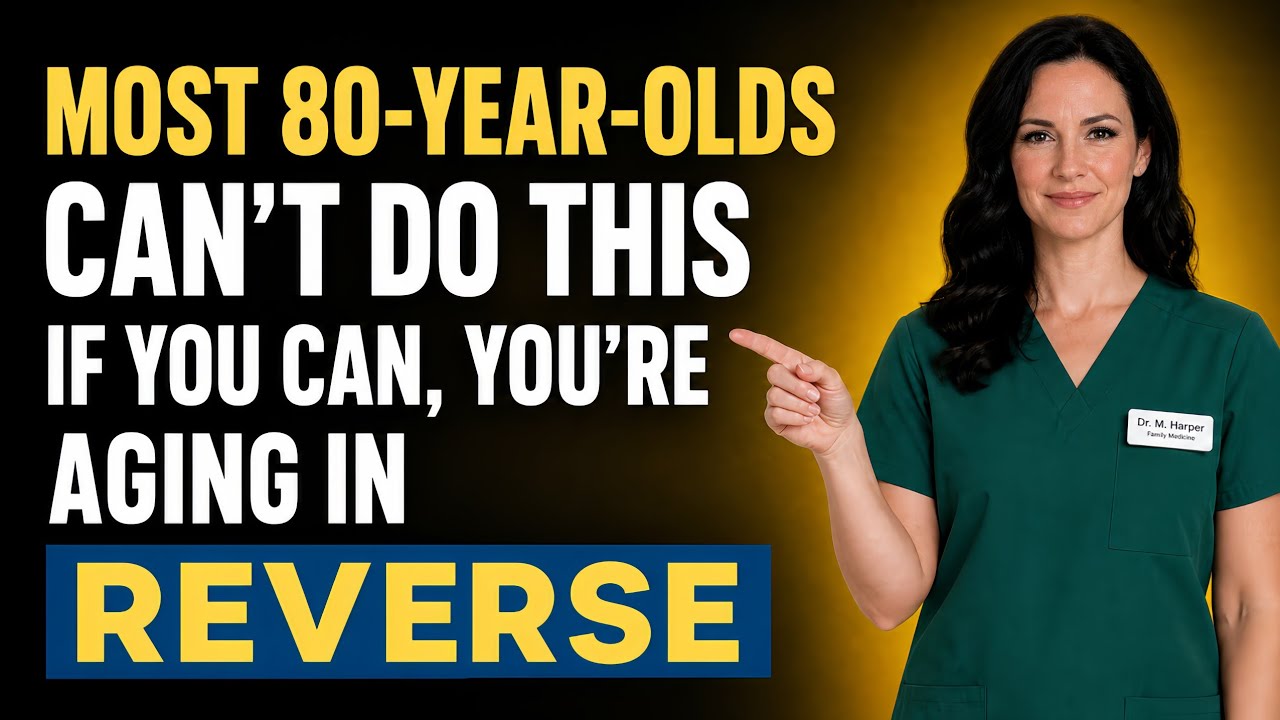 MOST 80-YEAR-OLDS
CAN'T DO THIS
IF YOU CAN, YOU'RE
AGING IN
REVERSE
Dr. M. Harper
Family Medicine